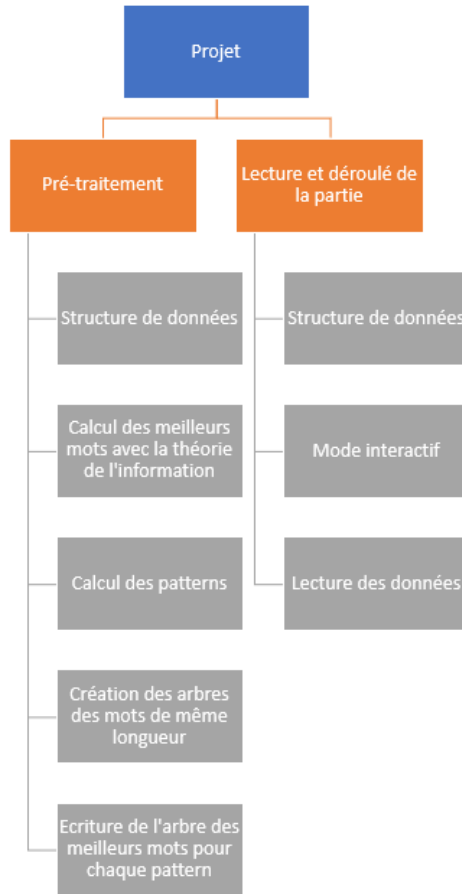 Projet
Pré-traitement
Lecture et déroulé de
la partie
Structure de données
Calcul des meilleurs
mots avec la théorie
de l'information
Calcul des patterns
Création des arbres
des mots de même
longueur
Ecriture de l'arbre des
meilleurs mots pour
chaque pattern
Structure de données
Mode interactif
Lecture des données